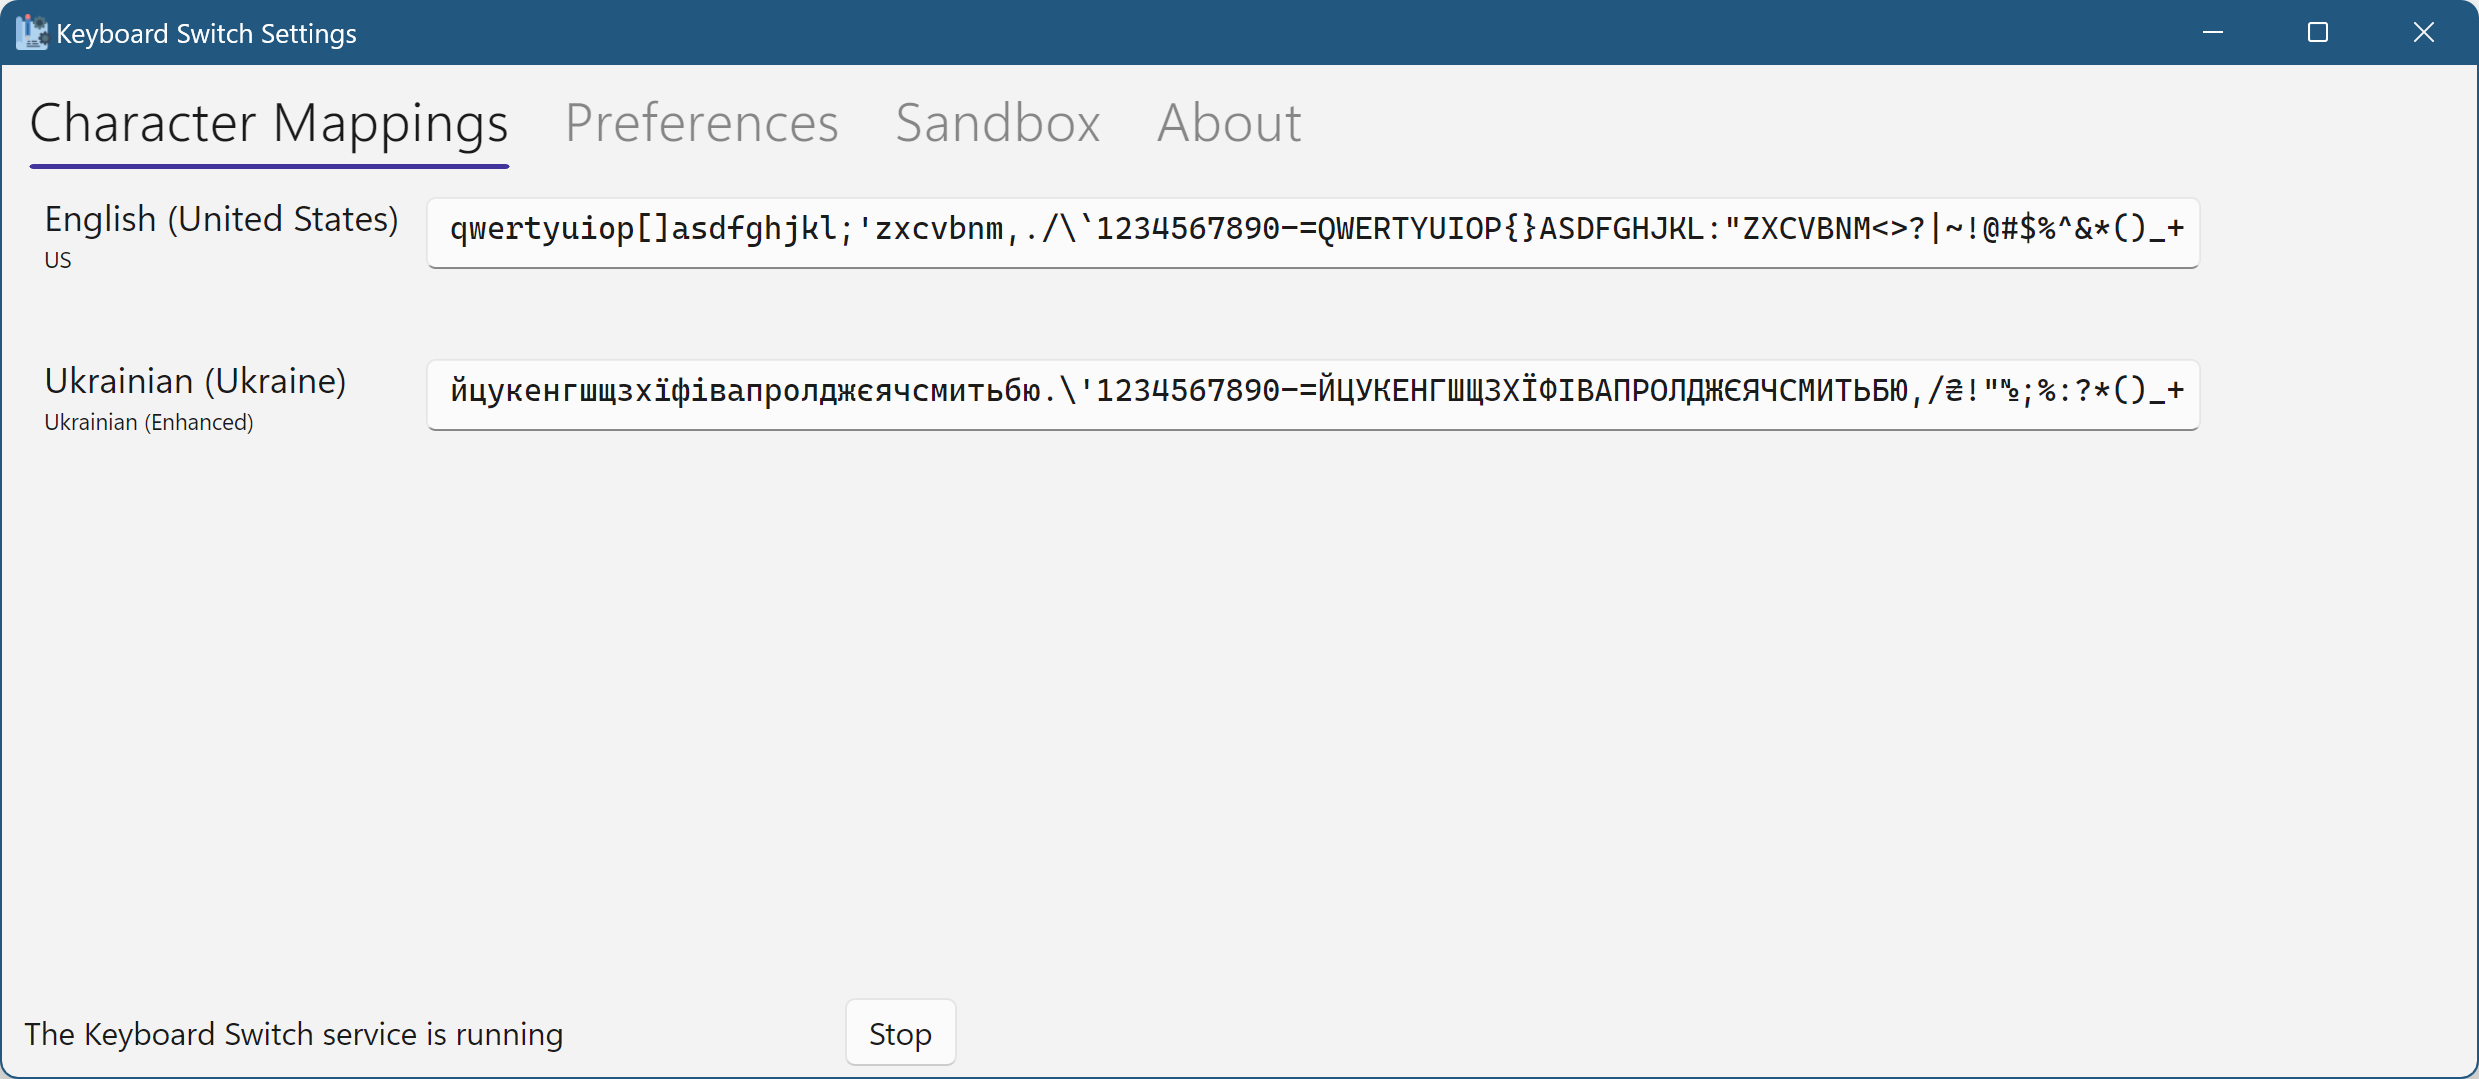 Keyboard Switch Settings
Character Mappings Preferences Sandbox About
English (United States) qwertyuiop[]asdfghjkl;'zxcvbnm,./\`1234567890-=QWERTYUIOP{}ASDFGHJKL:"ZXCVBNM<>?|~!@#$%^&*()_+
US
Ukrainian (Ukraine) йцукенгшщзхїфівапролджєячсмитьбю.\'1234567890-=ЙЦУКЕНГШЩЗХЇФІВАПРОЛДЖЄЯЧСМИТЬБЮ,/₴!"№;%:?*()_+
Ukrainian (Enhanced)
The Keyboard Switch service is running Stop